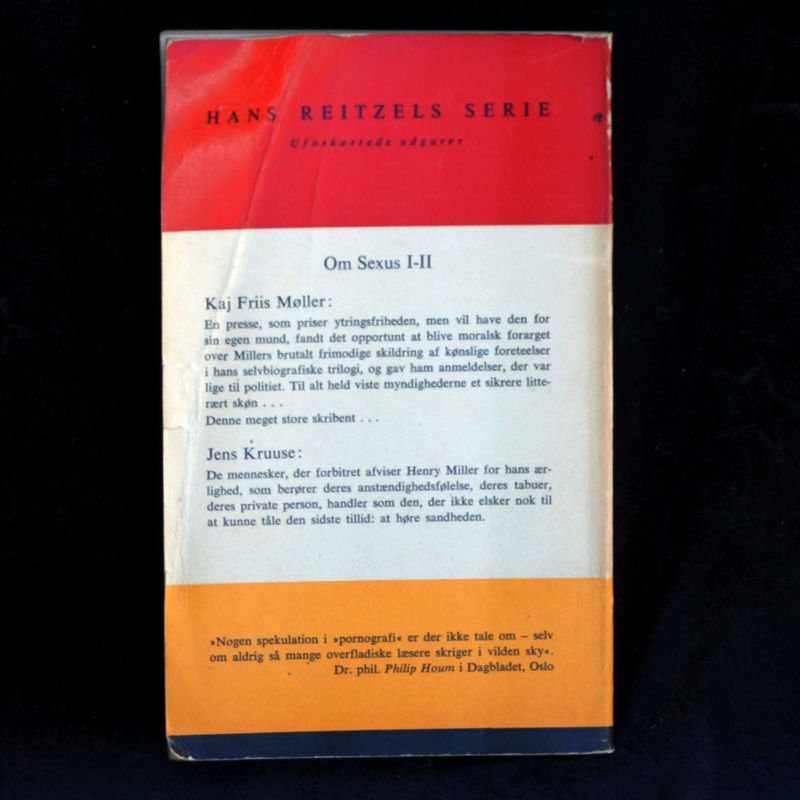 HANS REITZELS SERIE
Uforkortede udgaver
Om Sexus I-II
Kaj Friis Møller:
En presse, som priser ytringsfriheden, men vil have den for
sin egen mund, fandt det opportunt at blive moralsk forarget
over Millers brutalt frimodige skildring af kønslige foreteelser
i hans selvbiografiske trilogi, og gav ham anmeldelser, der var
lige til politiet. Til alt held viste myndighederne et sikrere litte-
rært skøn . . .
Denne meget store skribent . . .
Jens Kruuse:
De mennesker, der forbitret afviser Henry Miller for hans ær-
lighed, som berører deres anstændighedsfølelse, deres tabuer,
deres private person, handler som den, der ikke elsker nok til
at kunne tåle den sidste tillid: at høre sandheden.
»Nogen spekulation i »pornografi« er der ikke tale om – selv
om aldrig så mange overfladiske læsere skriger i vilden sky«.
Dr. phil. Philip Houm i Dagbladet, Oslo